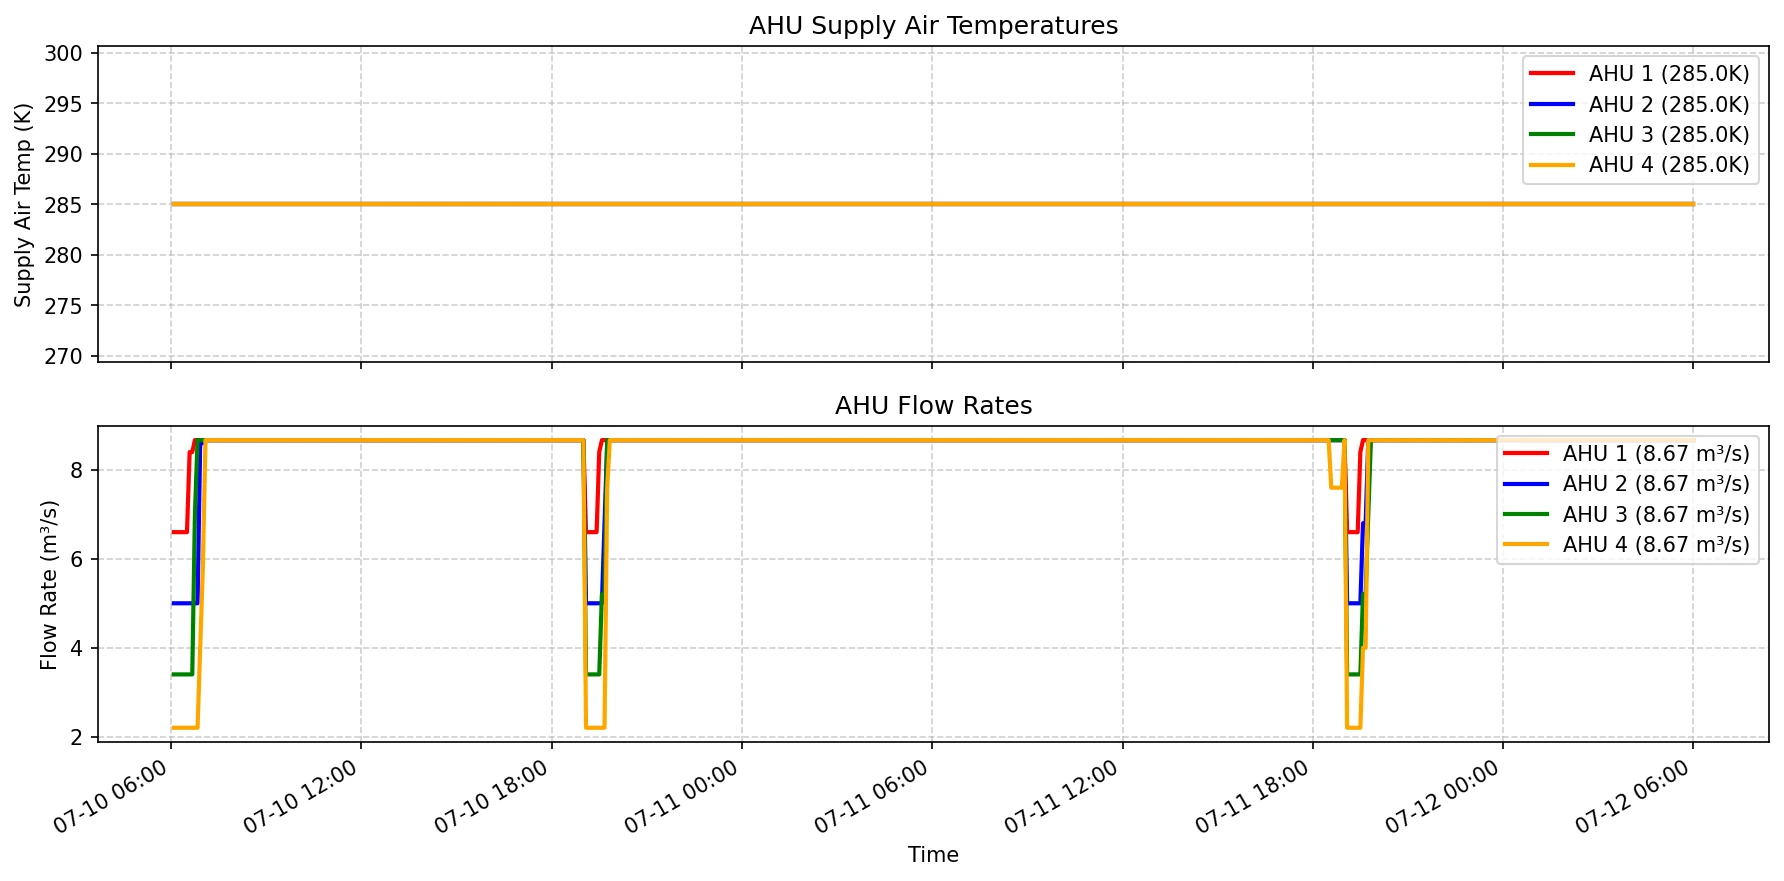 AHU Supply Air Temperatures
Supply Air Temp (K)
300
295
290
285
280
275
270
AHU 1 (285.0K)
AHU 2 (285.0K)
AHU 3 (285.0K)
AHU 4 (285.0K)
AHU Flow Rates
Flow Rate (m³/s)
8
6
4
2
AHU 1 (8.67 m³/s)
AHU 2 (8.67 m³/s)
AHU 3 (8.67 m³/s)
AHU 4 (8.67 m³/s)
07-10 06:00
07-10 12:00
07-10 18:00
07-11 00:00
07-11 06:00
07-11 12:00
07-11 18:00
07-12 00:00
07-12 06:00
Time